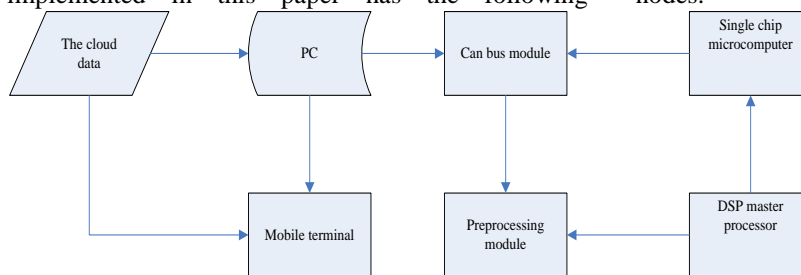 implemented in this paper has the following nodes.
The cloud
data
PC
Can bus module
Single chip
microcomputer
Mobile terminal
Preprocessing
module
DSP master
processor